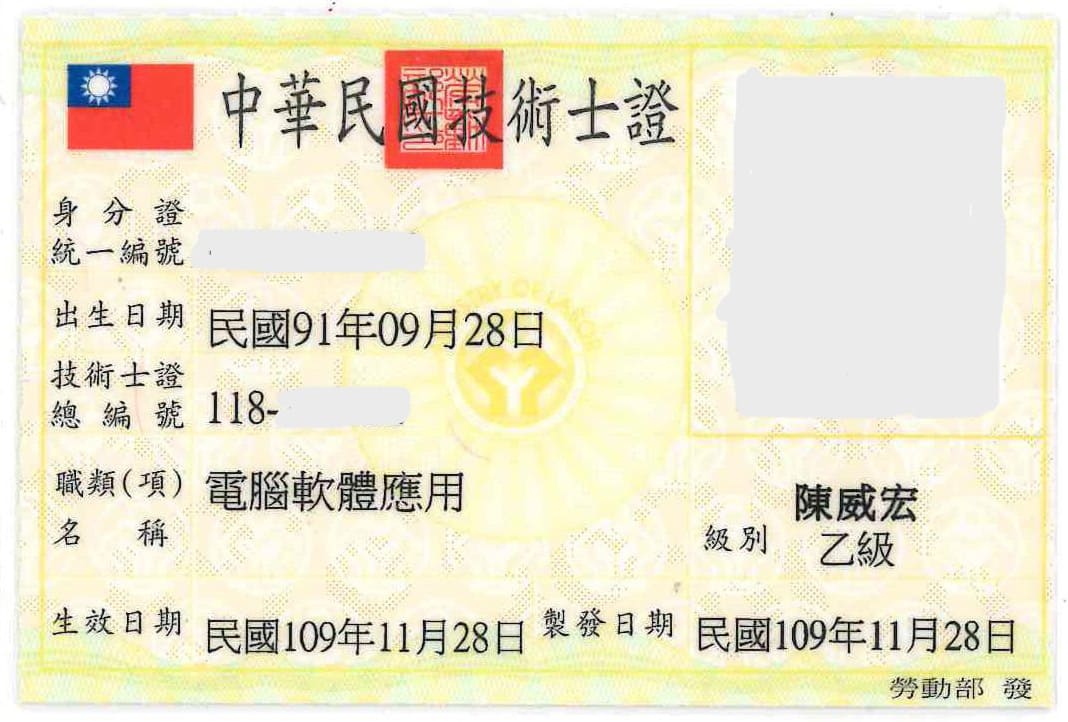 中華民國技術士證
身分證
統一編號
出生日期 民國91年09月28日
技術士證
總編號 118-
職類(項)
名稱 電腦軟體應用
陳威宏
級別 乙級
生效日期 民國109年11月28日
製發日期 民國109年11月28日
勞動部 發